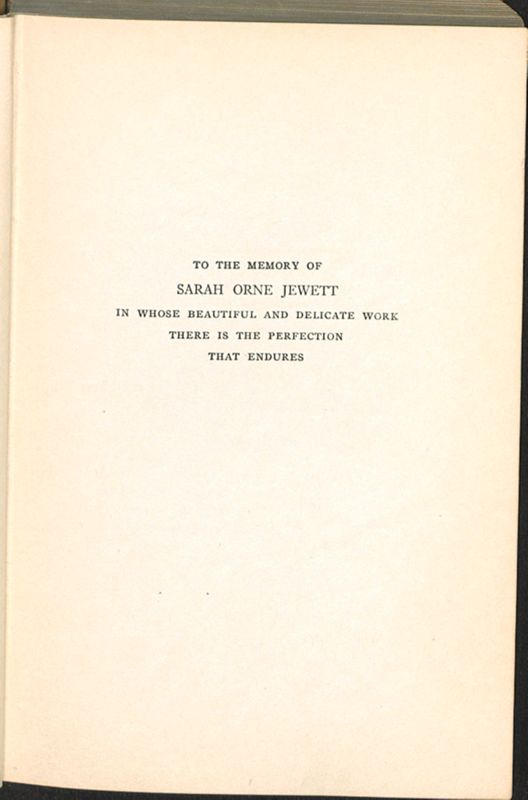 TO THE MEMORY OF
SARAH ORNE JEWETT
IN WHOSE BEAUTIFUL AND DELICATE WORK
THERE IS THE PERFECTION
THAT ENDURES